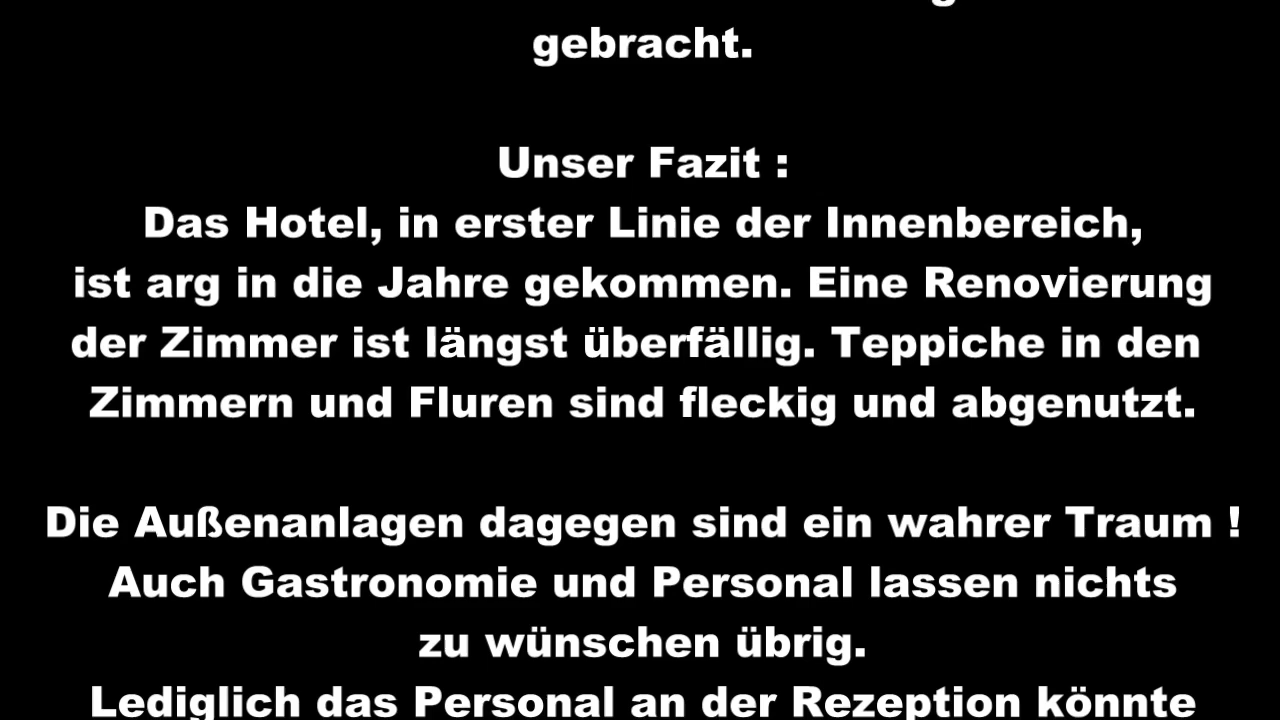 gebracht.
Unser Fazit :
Das Hotel, in erster Linie der Innenbereich,
ist arg in die Jahre gekommen. Eine Renovierung
der Zimmer ist längst überfällig. Teppiche in den
Zimmern und Fluren sind fleckig und abgenutzt.
Die Außenanlagen dagegen sind ein wahrer Traum !
Auch Gastronomie und Personal lassen nichts
zu wünschen übrig.
Lediglich das Personal an der Rezeption könnte